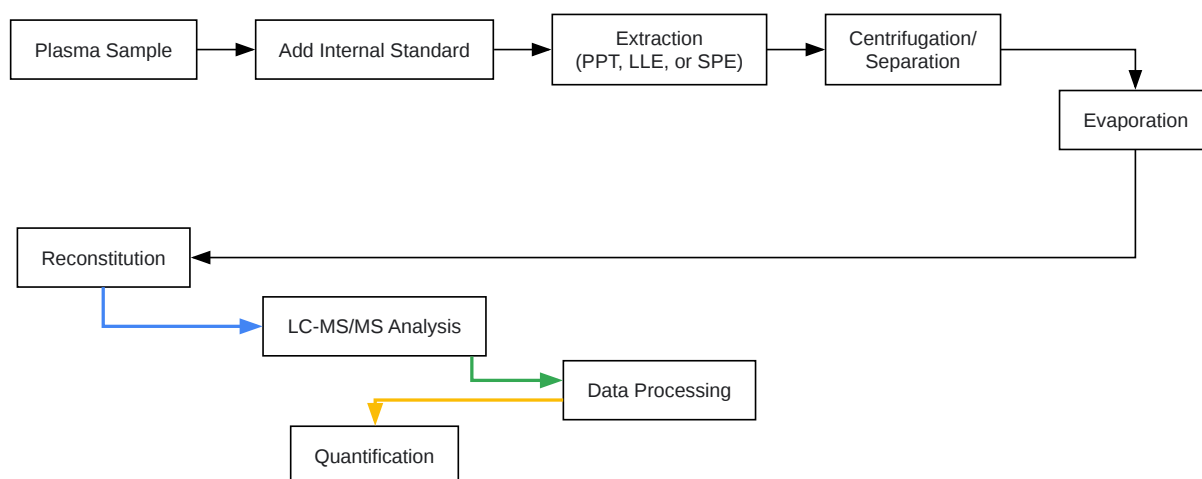 Plasma Sample
Add Internal Standard
Extraction
(PPT, LLE, or SPE)
Centrifugation/
Separation
Evaporation
Reconstitution
LC-MS/MS Analysis
Data Processing
Quantification